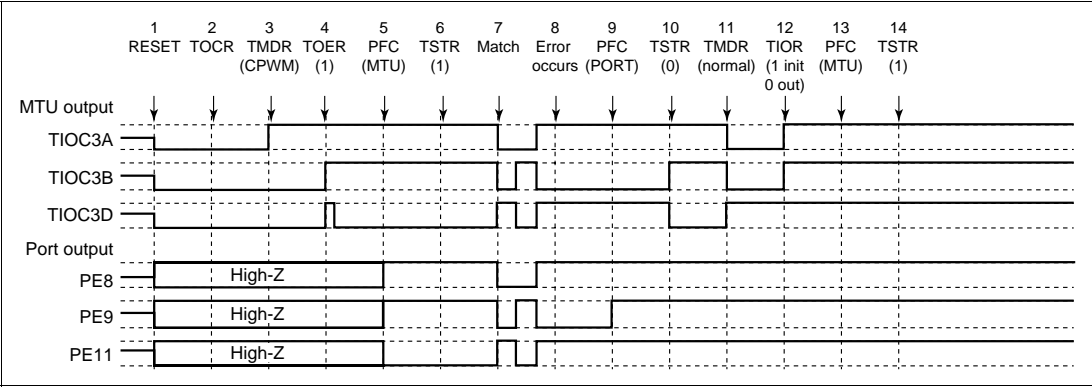 1 2 3 4 5 6 7 8 9 10 11 12 13 14
RESET TOCR TMDR TOER PFC TSTR Match Error PFC TSTR TMDR TIOR PFC TSTR
(CPWM) (1) (MTU) (1) occurs (PORT) (0) (normal) (1 init (MTU) (1)
0 out)
MTU output
TIOC3A
TIOC3B
TIOC3D
Port output
PE8 High-Z
PE9 High-Z
PE11 High-Z